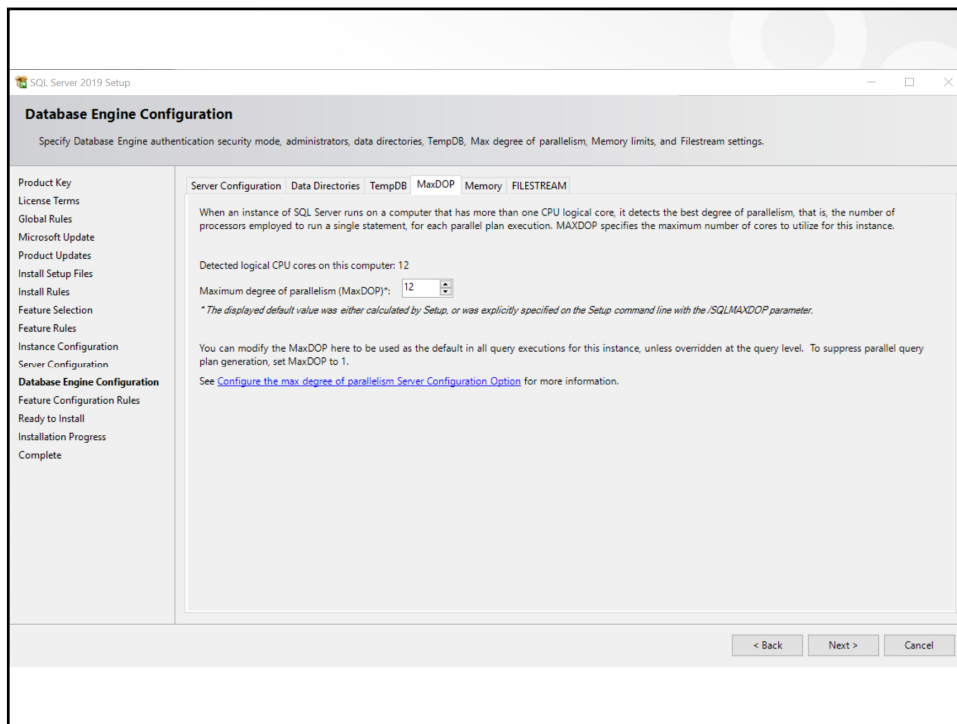 SQL Server 2019 Setup
Database Engine Configuration
Specify Database Engine authentication security mode, administrators, data directories, TempDB, Max degree of parallelism, Memory limits, and Filestream settings.
Product Key
License Terms
Global Rules
Microsoft Update
Product Updates
Install Setup Files
Install Rules
Feature Selection
Feature Rules
Instance Configuration
Server Configuration
Database Engine Configuration
Feature Configuration Rules
Ready to Install
Installation Progress
Complete
Server Configuration Data Directories TempDB MaxDOP Memory FILESTREAM
When an instance of SQL Server runs on a computer that has more than one CPU logical core, it detects the best degree of parallelism, that is, the number of
processors employed to run a single statement, for each parallel plan execution. MAXDOP specifies the maximum number of cores to utilize for this instance.
Detected logical CPU cores on this computer: 12
Maximum degree of parallelism (MaxDOP)*: 12
* The displayed default value was either calculated by Setup, or was explicitly specified on the Setup command line with the /SQLMAXDOP parameter.
You can modify the MaxDOP here to be used as the default in all query executions for this instance, unless overridden at the query level. To suppress parallel query
plan generation, set MaxDOP to 1.
See Configure the max degree of parallelism Server Configuration Option for more information.
< Back Next > Cancel